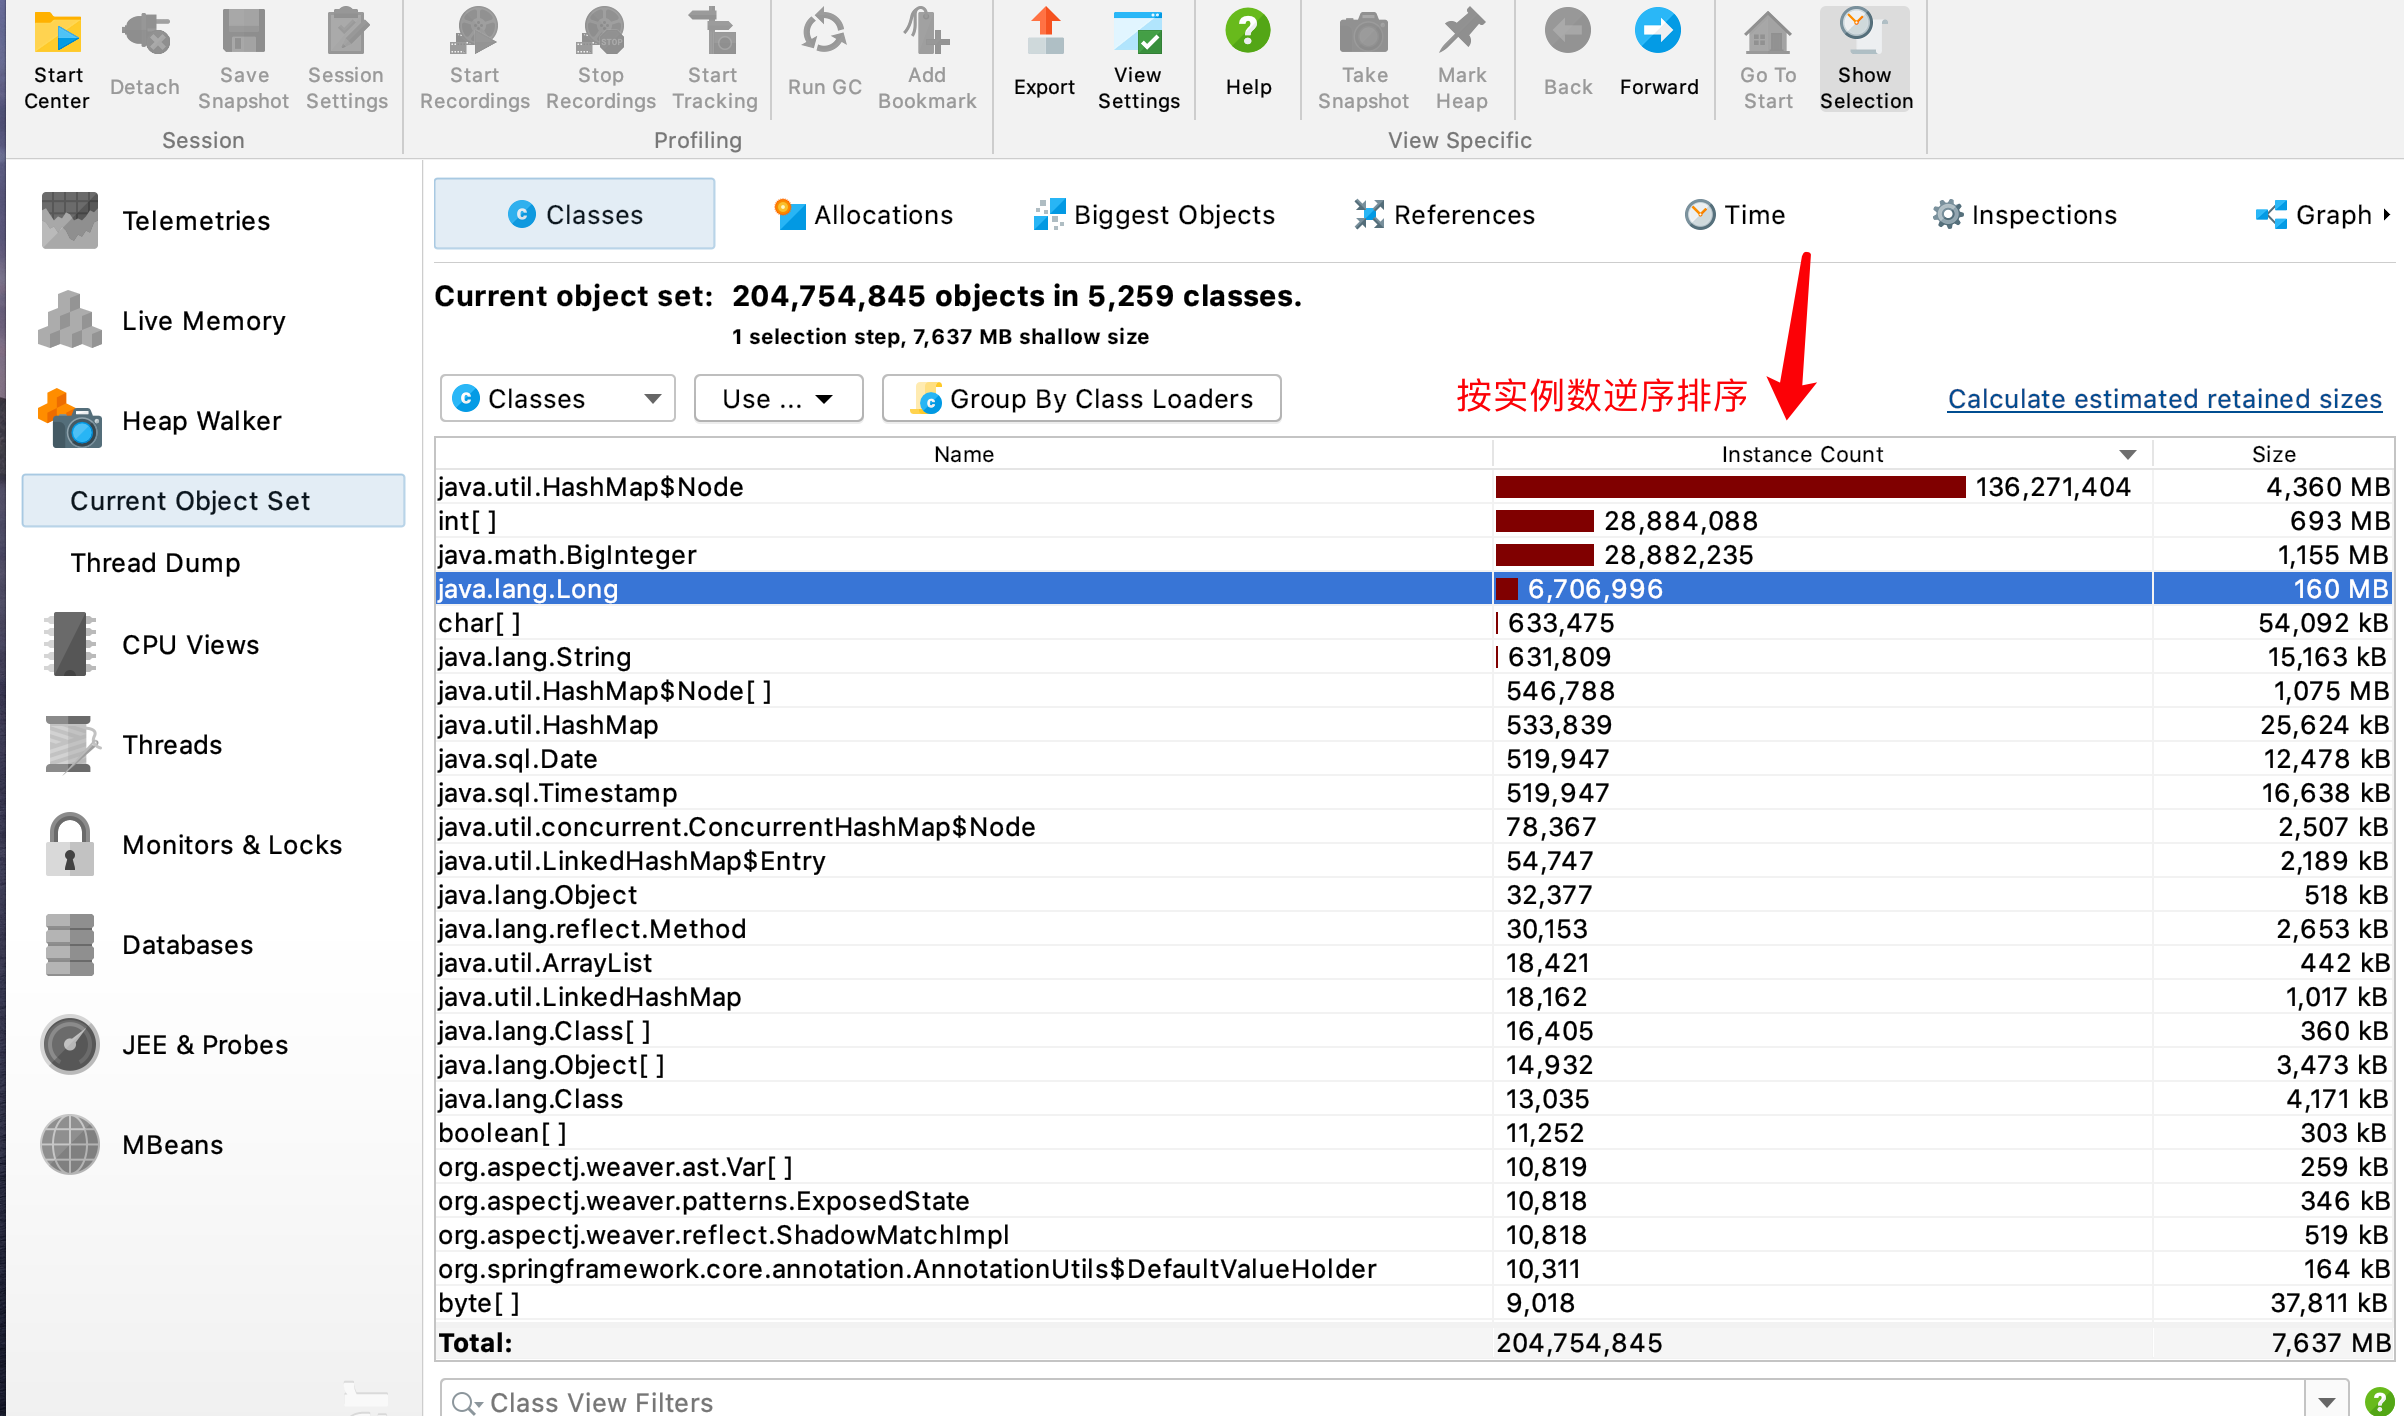 Start Center
Detach
Save Snapshot
Session Settings
Start Recordings
Stop Recordings
Start Tracking
Run GC
Add Bookmark
Export
View Settings
Help
Take Snapshot
Mark Heap
Back
Forward
Go To Start
Show Selection
Session
Profiling
View Specific
Telemetries
Live Memory
Heap Walker
Current Object Set
Thread Dump
CPU Views
Threads
Monitors & Locks
Databases
JEE & Probes
MBeans
Classes
Allocations
Biggest Objects
References
Time
Inspections
Graph
Current object set: 204,754,845 objects in 5,259 classes.
1 selection step, 7,637 MB shallow size
Classes
Use ...
Group By Class Loaders
按实例数逆序排序
Calculate estimated retained sizes
Name Instance Count Size
java.util.HashMap$Node 136,271,404 4,360 MB
int[ ] 28,884,088 693 MB
java.math.BigInteger 28,882,235 1,155 MB
java.lang.Long 6,706,996 160 MB
char[ ] 633,475 54,092 kB
java.lang.String 631,809 15,163 kB
java.util.HashMap$Node[ ] 546,788 1,075 MB
java.util.HashMap 533,839 25,624 kB
java.sql.Date 519,947 12,478 kB
java.sql.Timestamp 519,947 16,638 kB
java.util.concurrent.ConcurrentHashMap$Node 78,367 2,507 kB
java.util.LinkedHashMap$Entry 54,747 2,189 kB
java.lang.Object 32,377 518 kB
java.lang.reflect.Method 30,153 2,653 kB
java.util.ArrayList 18,421 442 kB
java.util.LinkedHashMap 18,162 1,017 kB
java.lang.Class[ ] 16,405 360 kB
java.lang.Object[ ] 14,932 3,473 kB
java.lang.Class 13,035 4,171 kB
boolean[ ] 11,252 303 kB
org.aspectj.weaver.ast.Var[ ] 10,819 259 kB
org.aspectj.weaver.patterns.ExposedState 10,818 346 kB
org.aspectj.weaver.reflect.ShadowMatchImpl 10,818 519 kB
org.springframework.core.annotation.AnnotationUtils$DefaultValueHolder 10,311 164 kB
byte[ ] 9,018 37,811 kB
Total: 204,754,845 7,637 MB
Class View Filters